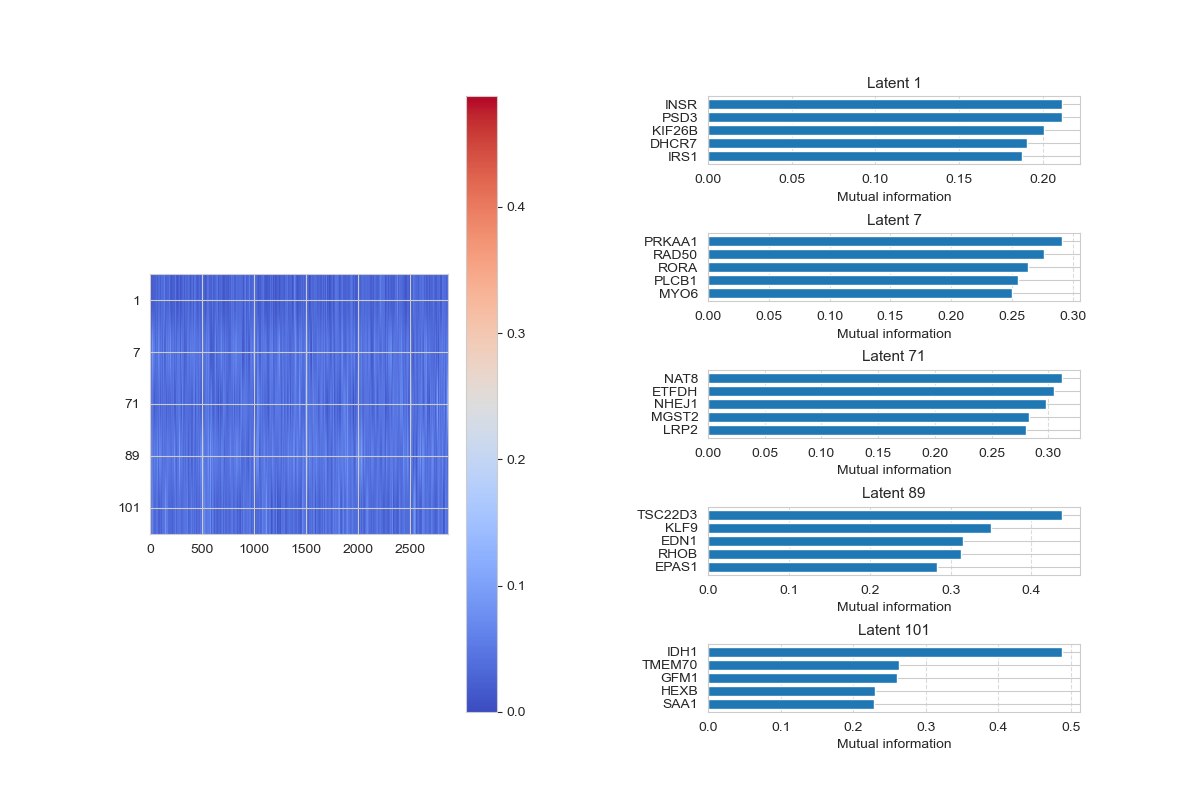 1
7
71
89
101
0 500 1000 1500 2000 2500
0.4
0.3
0.2
0.1
0.0
Latent 1
INSR
PSD3
KIF26B
DHCR7
IRS1
0.00 0.05 0.10 0.15 0.20
Mutual information
Latent 7
PRKAA1
RAD50
RORA
PLCB1
MYO6
0.00 0.05 0.10 0.15 0.20 0.25 0.30
Mutual information
Latent 71
NAT8
ETFDH
NHEJ1
MGST2
LRP2
0.00 0.05 0.10 0.15 0.20 0.25 0.30
Mutual information
Latent 89
TSC22D3
KLF9
EDN1
RHOB
EPAS1
0.0 0.1 0.2 0.3 0.4
Mutual information
Latent 101
IDH1
TMEM70
GFM1
HEXB
SAA1
0.0 0.1 0.2 0.3 0.4 0.5
Mutual information